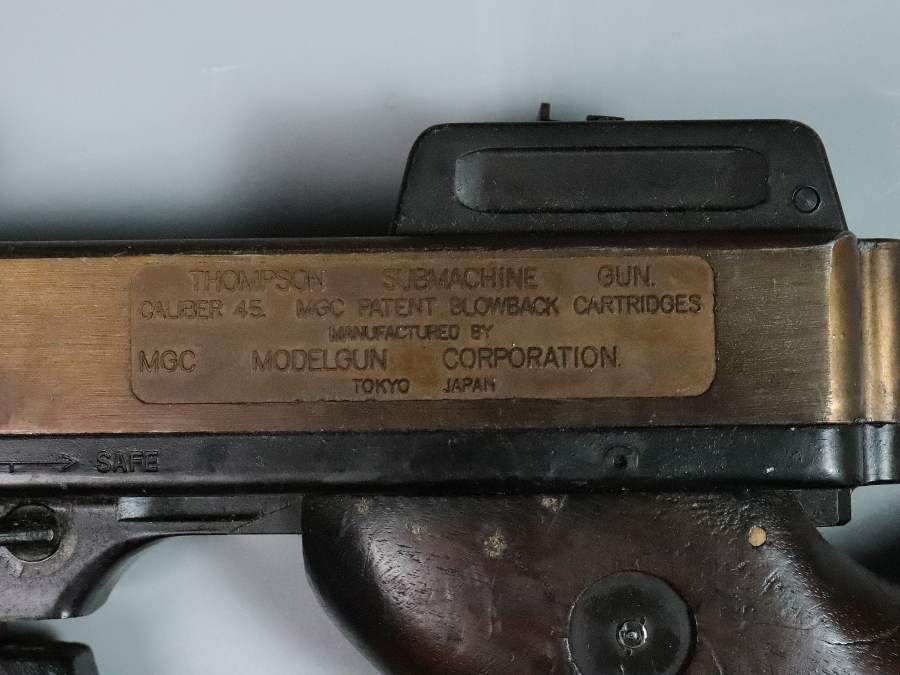 THOMPSON SUBMACHINE GUN.
CALIBER 45. MGC PATENT BLOWBACK CARTRIDGES
MANUFACTURED BY
MGC MODELGUN CORPORATION.
TOKYO JAPAN
SAFE